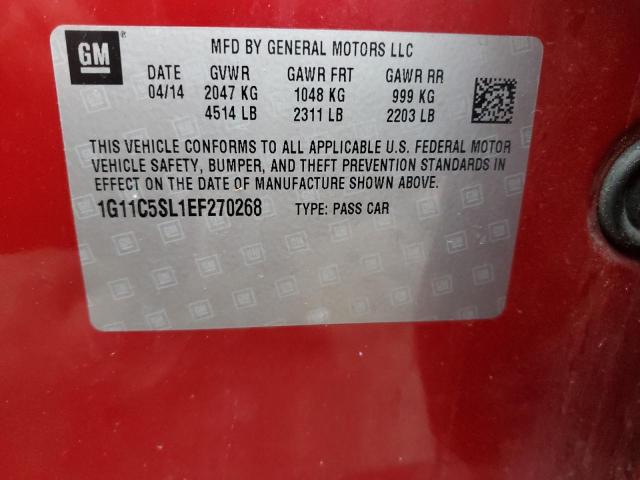 GM
MFD BY GENERAL MOTORS LLC
DATE GVWR GAWR FRT GAWR RR
04/14 2047 KG 1048 KG 999 KG
4514 LB 2311 LB 2203 LB
THIS VEHICLE CONFORMS TO ALL APPLICABLE U.S. FEDERAL MOTOR
VEHICLE SAFETY, BUMPER, AND THEFT PREVENTION STANDARDS IN
EFFECT ON THE DATE OF MANUFACTURE SHOWN ABOVE.
1G11C5SL1EF270268 TYPE: PASS CAR